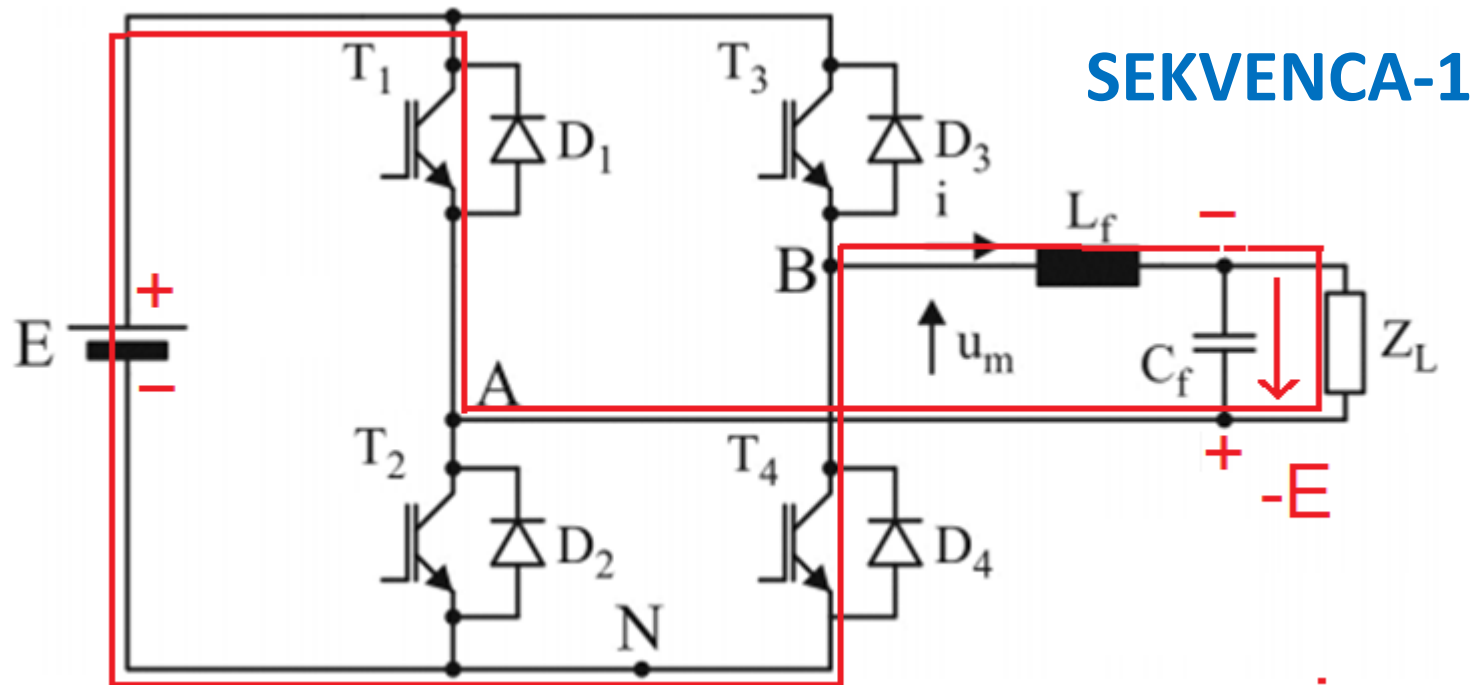 SEKVENCA-1
T1
D1
T3
D3
i
Lf
−
B
+
E
−
um
Cf
ZL
A
T2
D2
T4
D4
+
-E
N